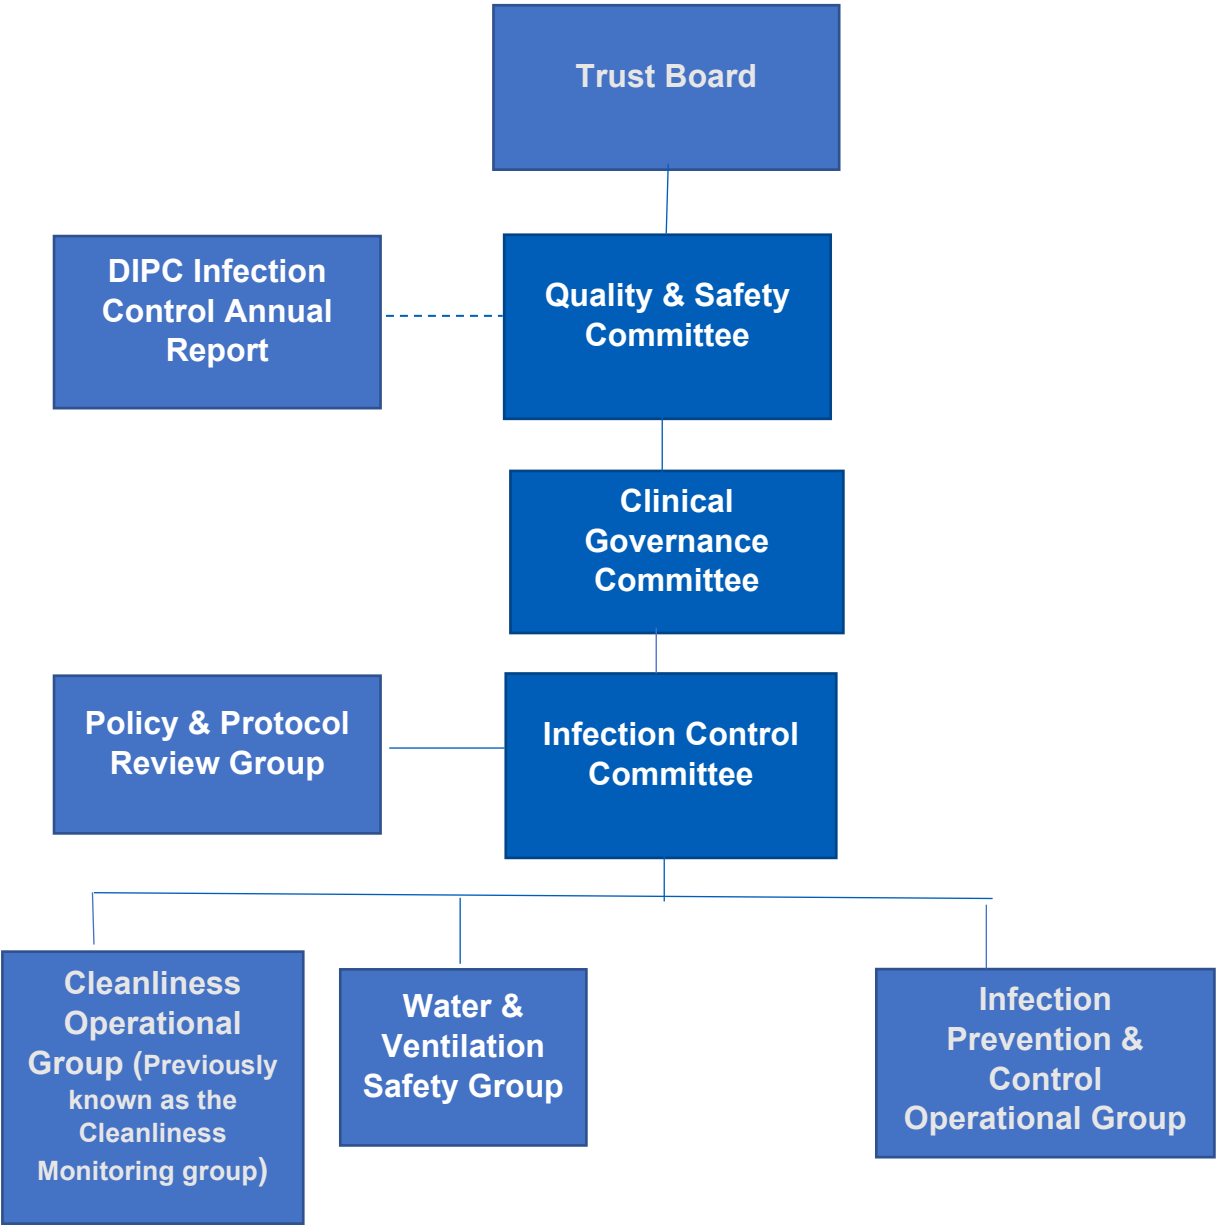 Trust Board
DIPC Infection
Control Annual
Report
Quality & Safety
Committee
Clinical
Governance
Committee
Policy & Protocol
Review Group
Infection Control
Committee
Cleanliness
Operational
Group (Previously
known as the
Cleanliness
Monitoring group)
Water &
Ventilation
Safety Group
Infection
Prevention &
Control
Operational Group